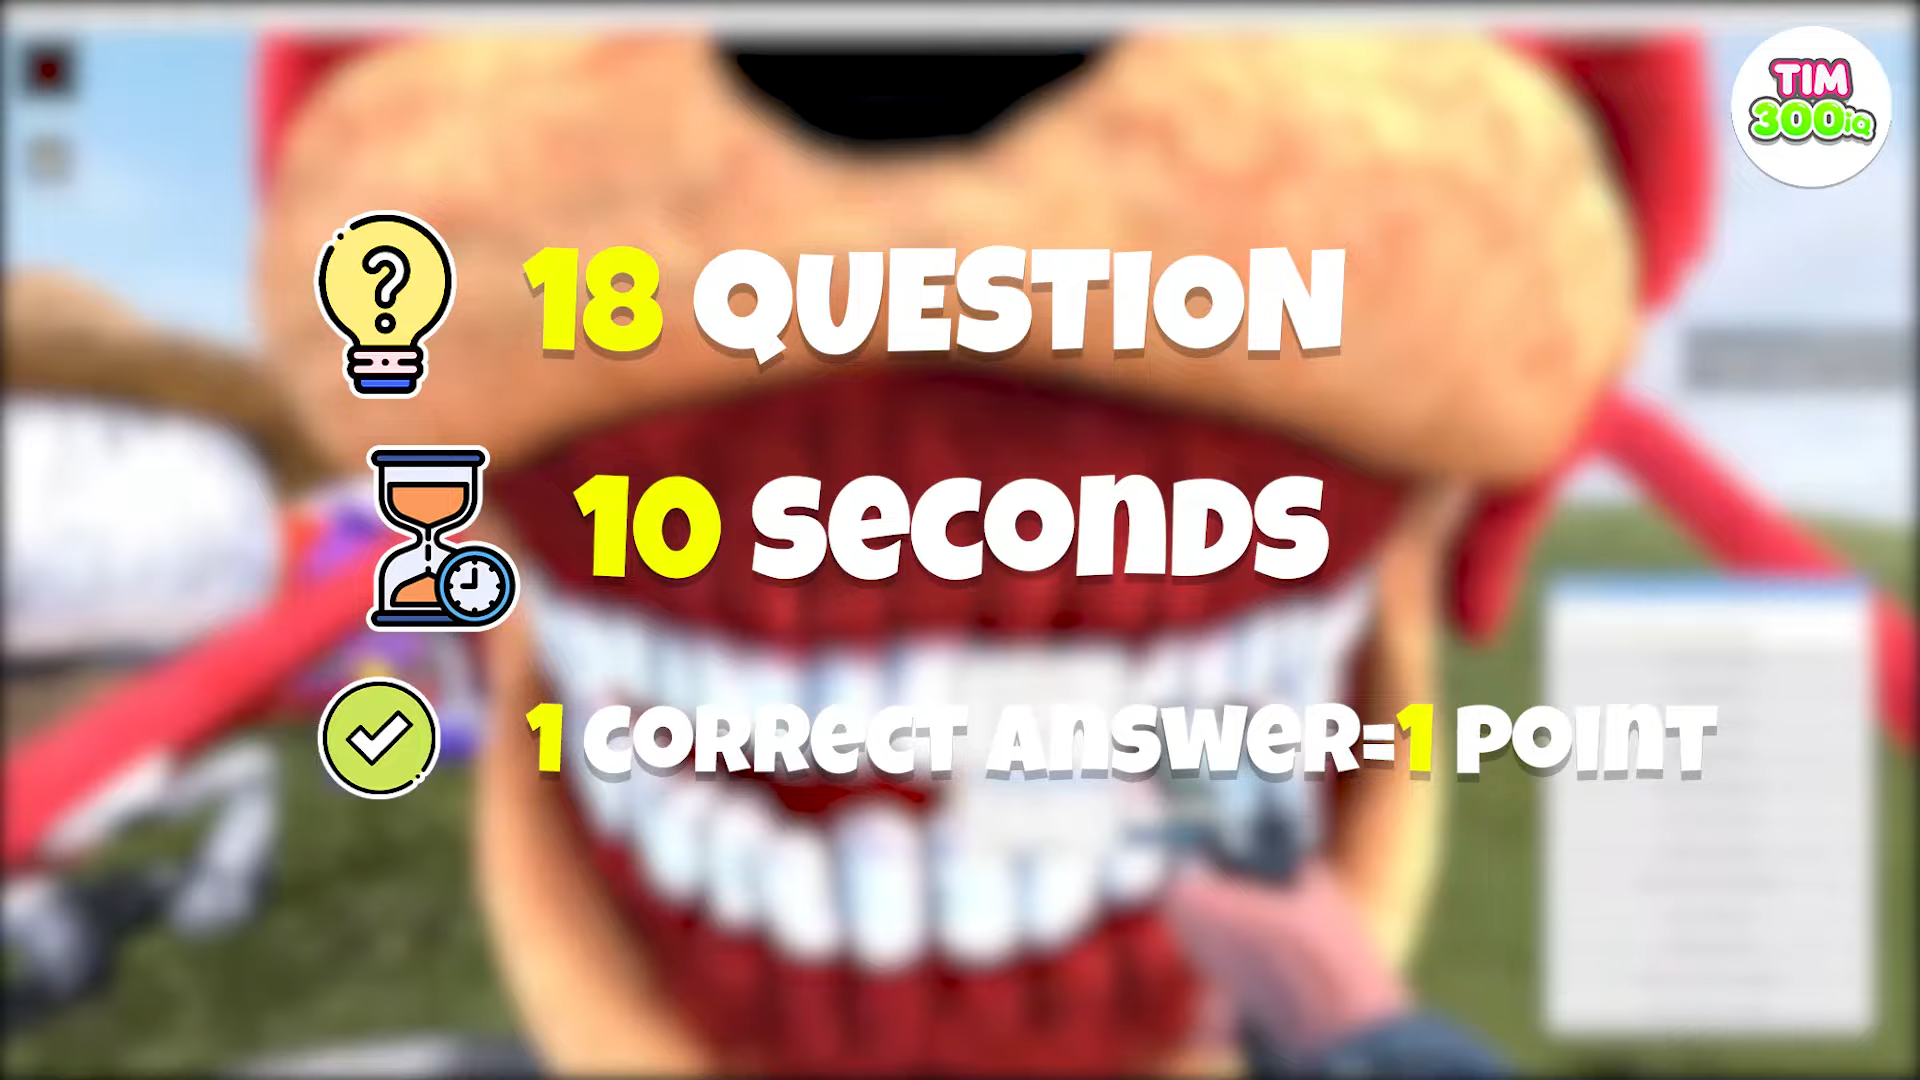 TIM
300iQ
18 QUESTION
10 SECONDS
1 CORRECT ANSWER=1 POINT